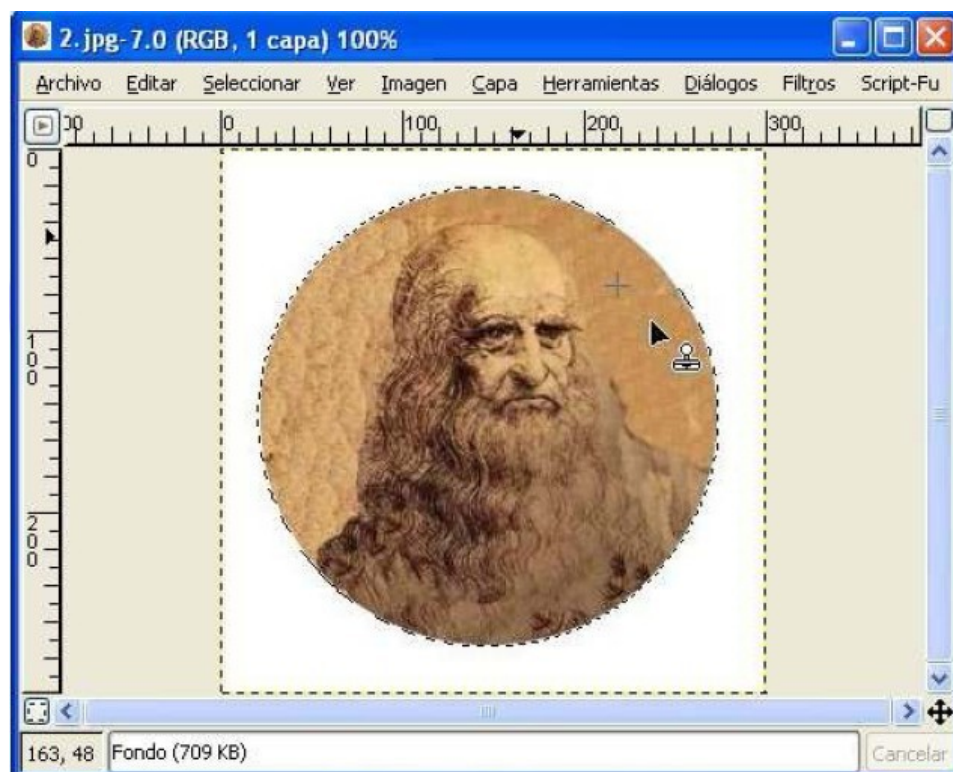 2.jpg-7.0 (RGB, 1 capa) 100%
Archivo Editar Seleccionar Ver Imagen Capa Herramientas Diálogos Filtros Script-Fu
0 100 200 300
0
100
200
163, 48 Fondo (709 KB) Cancelar